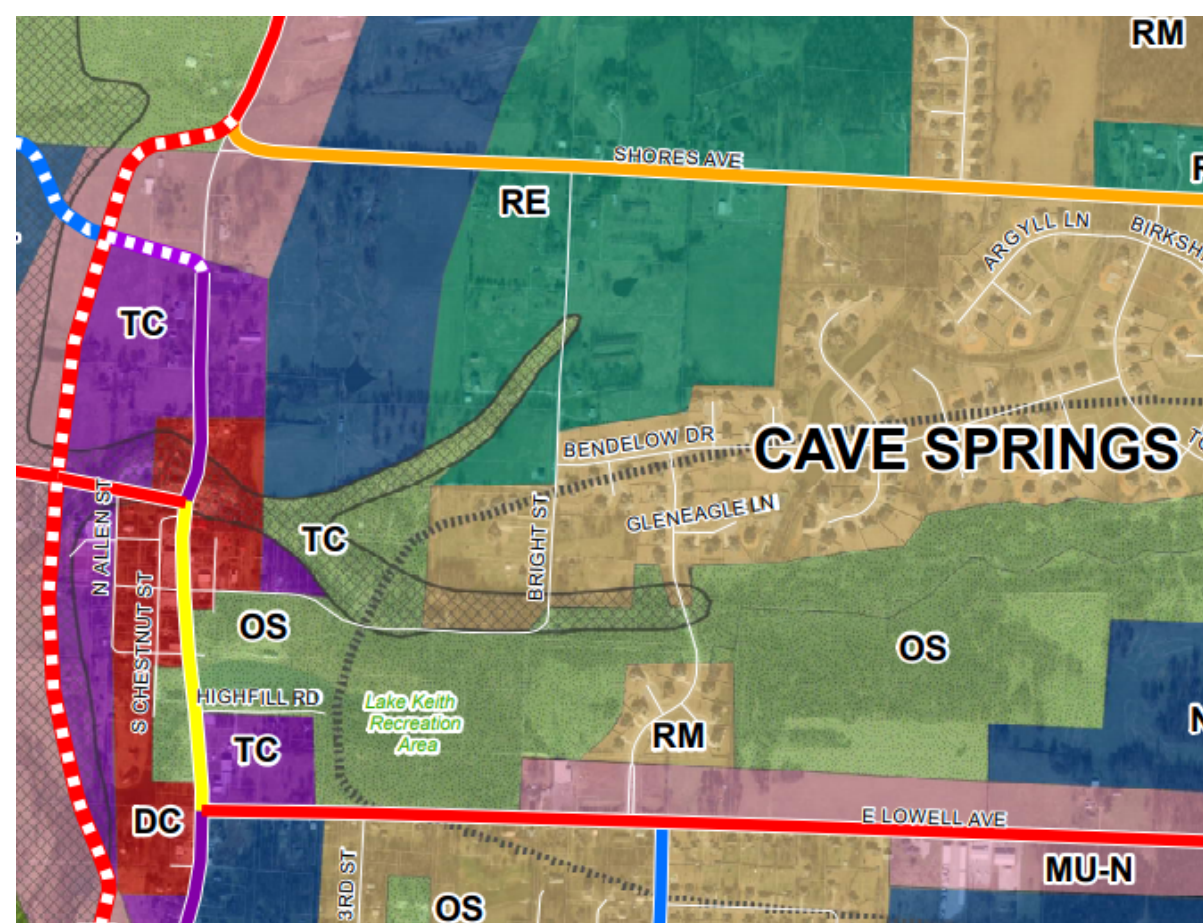 RM
SHORES AVE
RE
ARGYLL LN
TC
BENDELOW DR
CAVE SPRINGS
N ALLEN ST
GLENEAGLE LN
TC
BRIGHT ST
S CHESTNUT ST
OS
OS
HIGHFILL RD
Lake Keith
Recreation
Area
TC
RM
DC
E LOWELL AVE
MU-N
3RD ST
OS